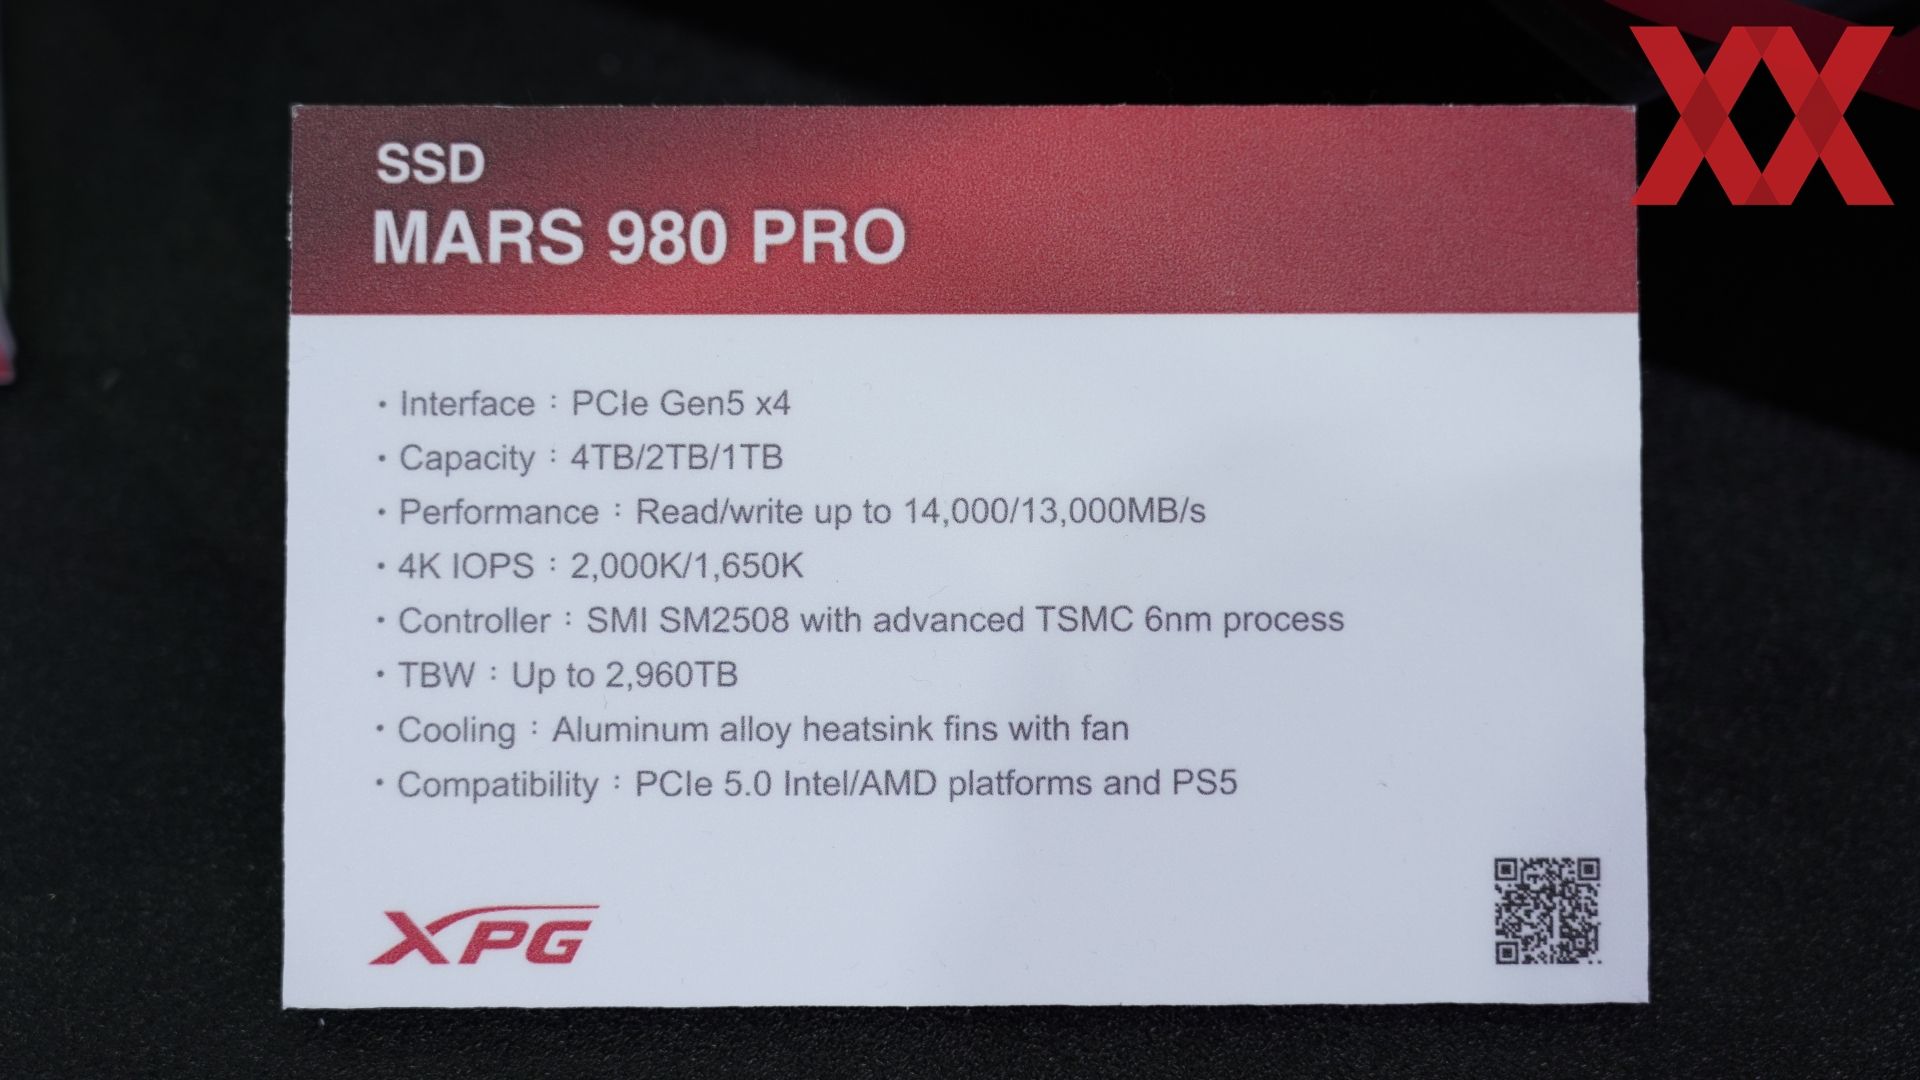 SSD
MARS 980 PRO
・Interface：PCIe Gen5 x4
・Capacity：4TB/2TB/1TB
・Performance：Read/write up to 14,000/13,000MB/s
・4K IOPS：2,000K/1,650K
・Controller：SMI SM2508 with advanced TSMC 6nm process
・TBW：Up to 2,960TB
・Cooling：Aluminum alloy heatsink fins with fan
・Compatibility：PCIe 5.0 Intel/AMD platforms and PS5
XPG